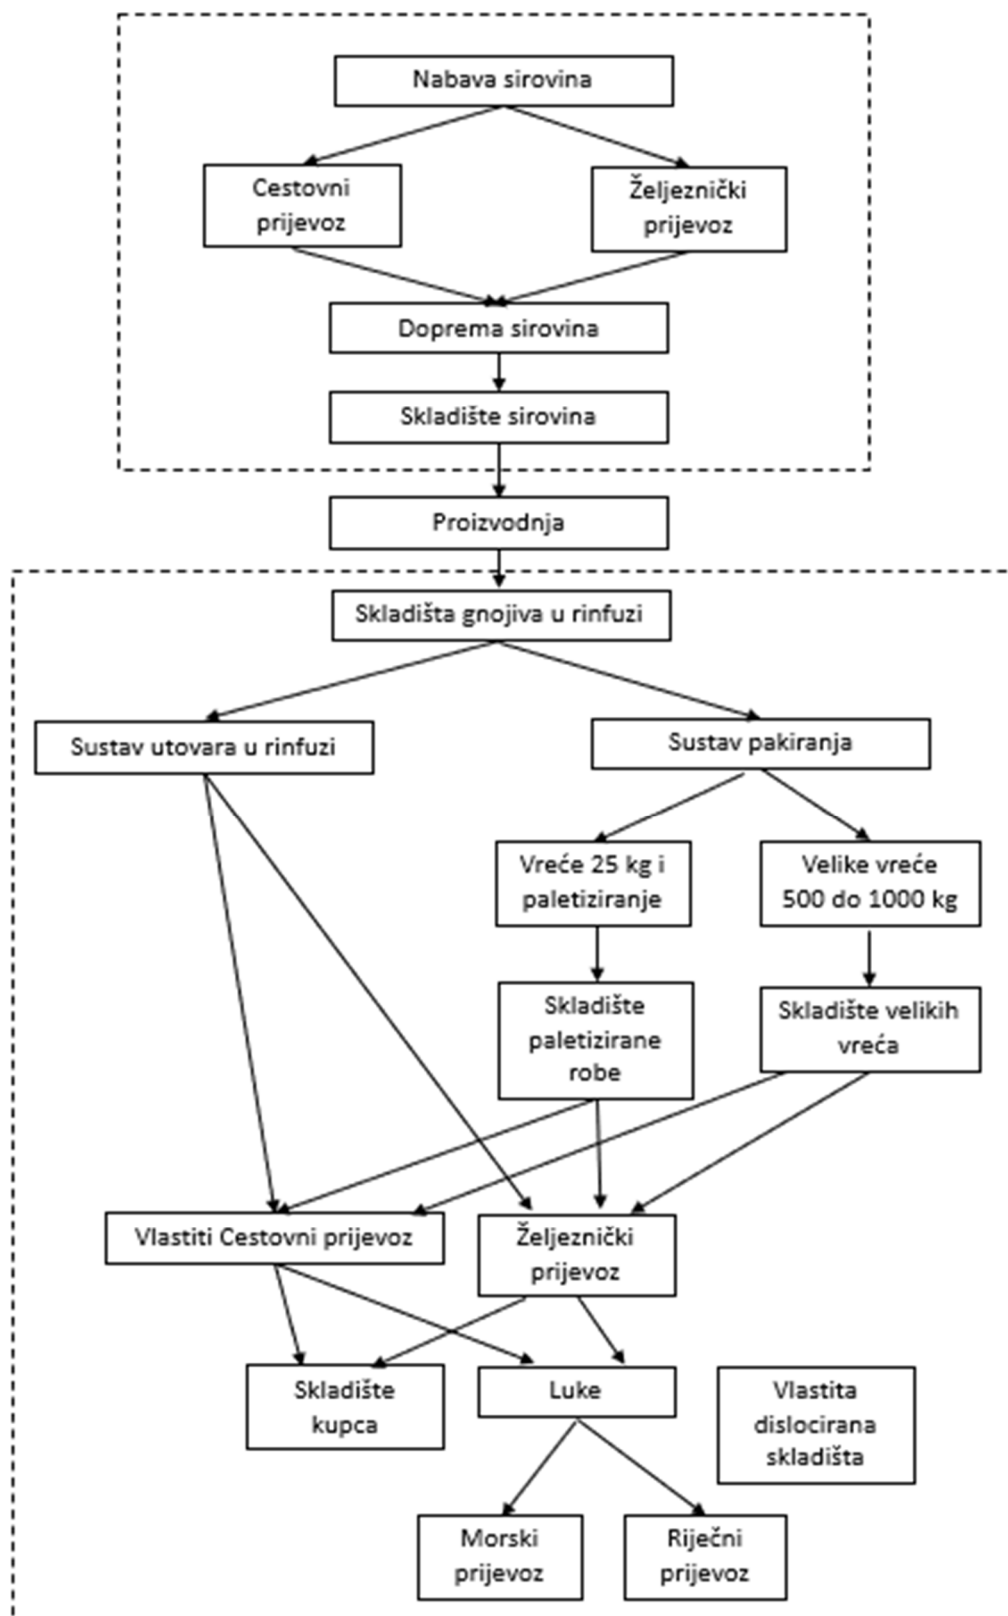 Nabava sirovina
Cestovni
prijevoz
Željeznički
prijevoz
Doprema sirovina
Skladište sirovina
Proizvodnja
Skladišta gnojiva u rinfuzi
Sustav utovara u rinfuzi
Sustav pakiranja
Vreće 25 kg i
paletiziranje
Velike vreće
500 do 1000 kg
Skladište
paletizirane
robe
Skladište velikih
vreća
Vlastiti Cestovni prijevoz
Željeznički
prijevoz
Skladište
kupca
Luke
Vlastita
dislocirana
skladišta
Morski
prijevoz
Riječni
prijevoz